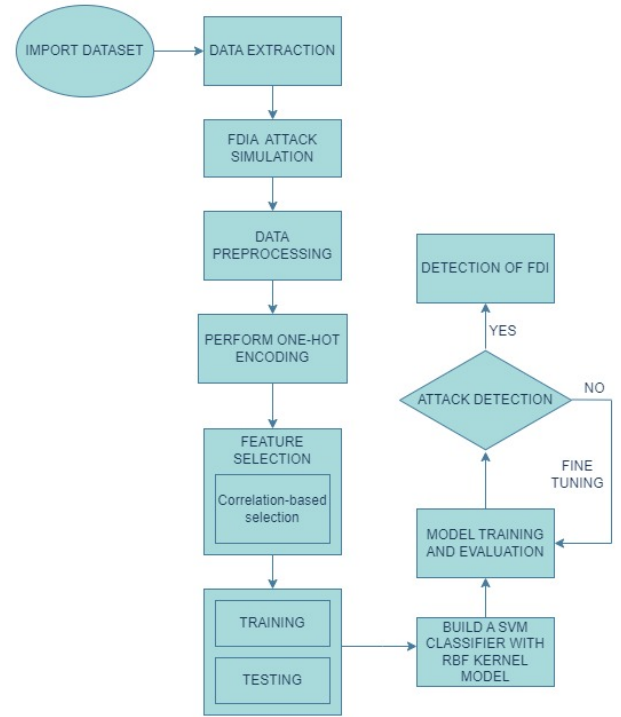 IMPORT DATASET
DATA EXTRACTION
FDIA ATTACK
SIMULATION
DATA
PREPROCESSING
PERFORM ONE-HOT
ENCODING
FEATURE
SELECTION
Correlation-based
selection
TRAINING
TESTING
BUILD A SVM
CLASSIFIER WITH
RBF KERNEL
MODEL
MODEL TRAINING
AND EVALUATION
ATTACK DETECTION
NO
FINE
TUNING
YES
DETECTION OF FDI